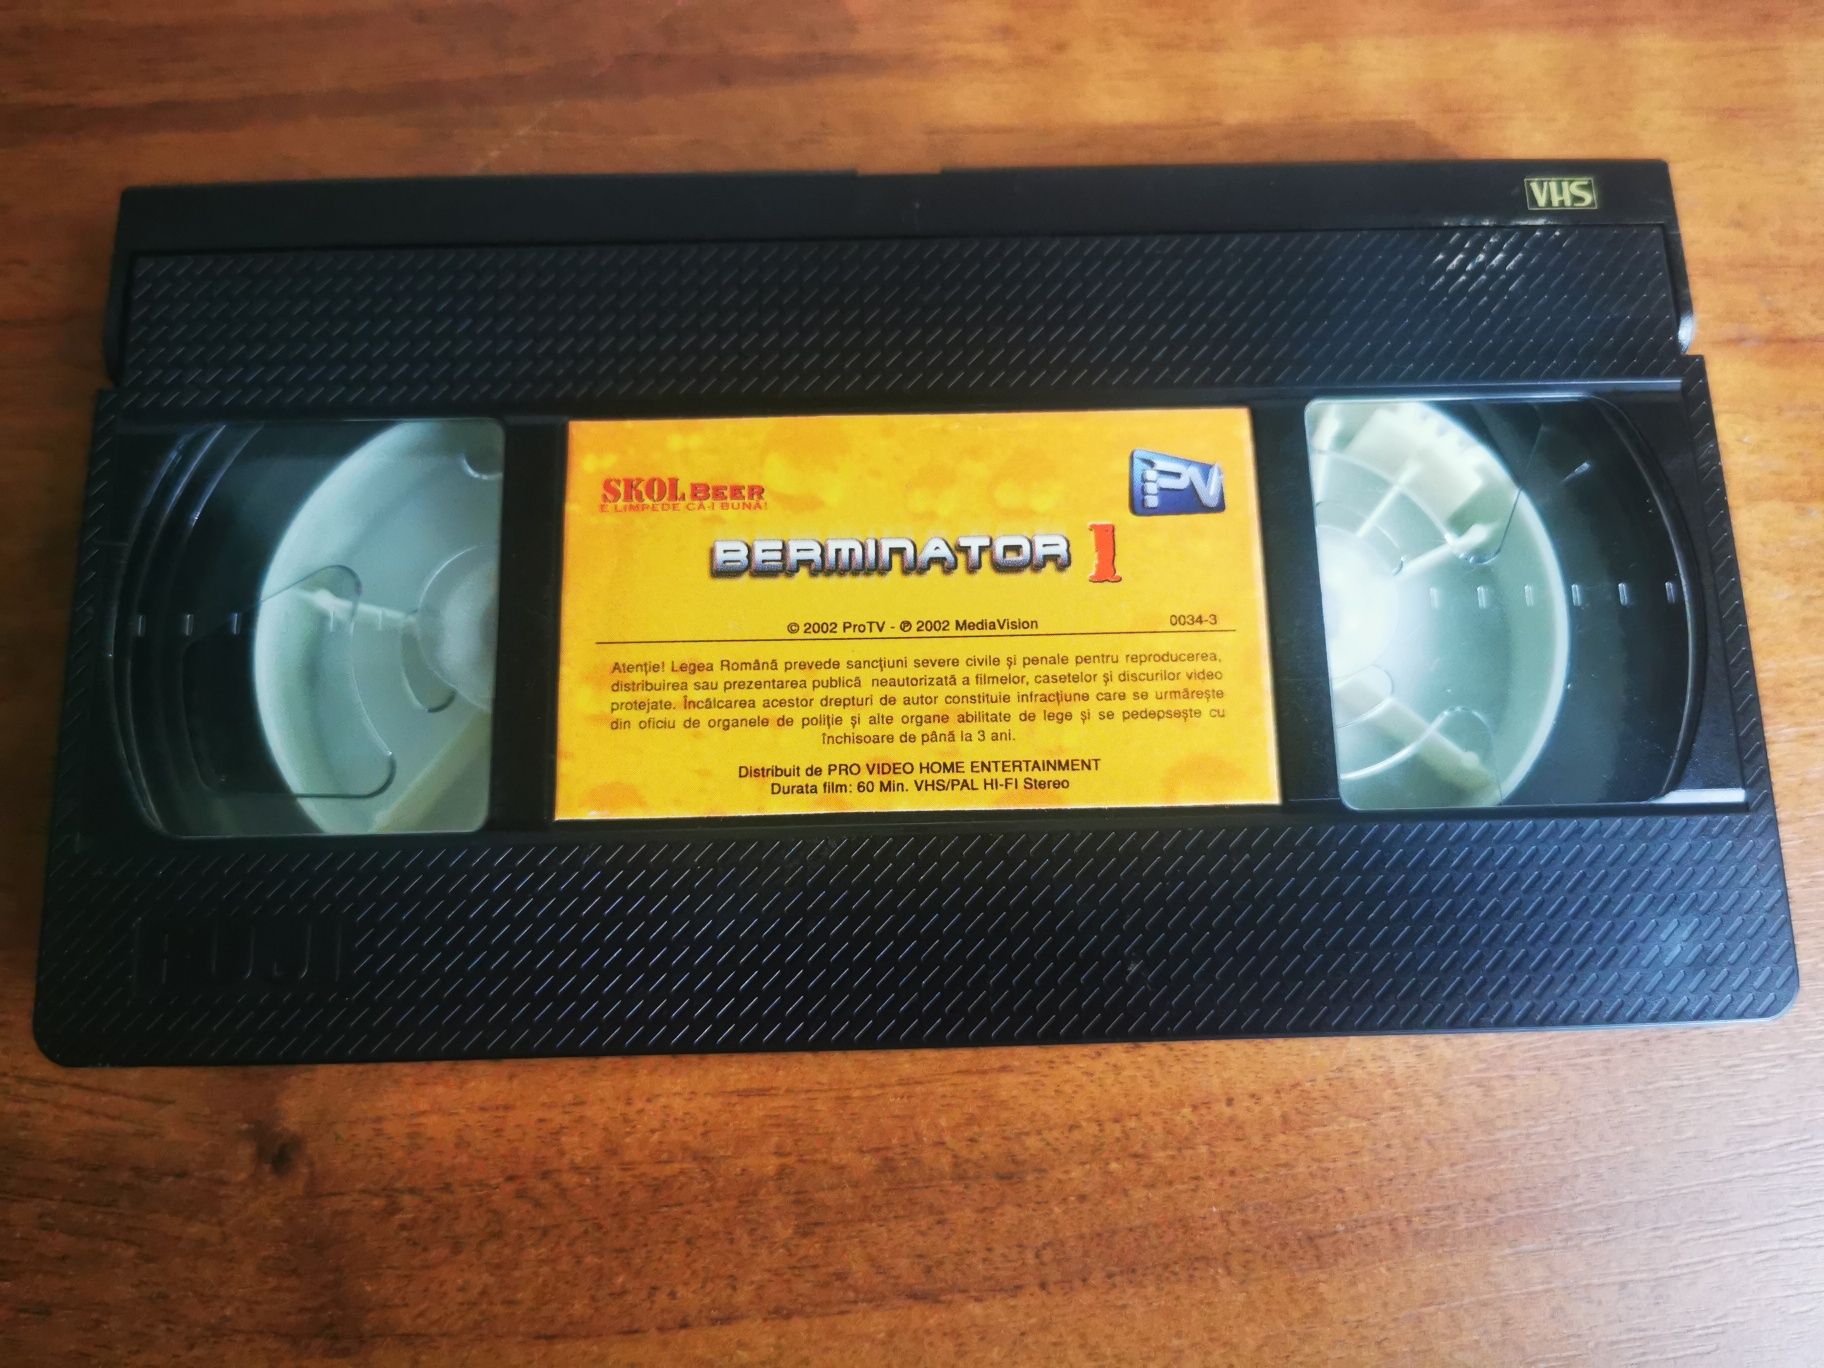 VHS
SKOL BEER
E LIMPEDE CĂ-I BUNĂ!
PV
BERMINATOR 1
© 2002 ProTV - ℗ 2002 MediaVision
0034-3
Atenție! Legea Română prevede sancțiuni severe civile și penale pentru reproducerea,
distribuirea sau prezentarea publică neautorizată a filmelor, casetelor și discurilor video
protejate. Încălcarea acestor drepturi de autor constituie infracțiune care se urmărește
din oficiu de organele de poliție și alte organe abilitate de lege și se pedepsește cu
închisoare de până la 3 ani.
Distribuit de PRO VIDEO HOME ENTERTAINMENT
Durata film: 60 Min. VHS/PAL HI-FI Stereo
FUJI